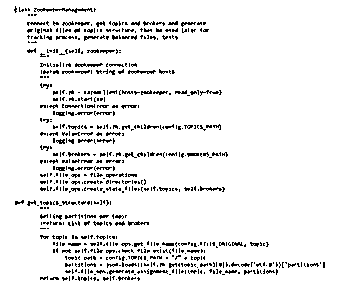 class ZookeeperManagement():
"""
Connect to zookeeper, get topics and brokers and generate
original files of topics structure, that be used later for
tracking process, generate balanced files, tests
"""
def __init__(self, zookeeper):
"""
Initialize zookeeper connection
:param zookeeper: String of zookeeper hosts
"""
try:
self.zk = KazooClient(hosts=zookeeper, read_only=True)
self.zk.start(
except ConnectionError as error:
logging.error(error)
try:
self.topics = self.zk.get_children(config.TOPICS_PATH)
except ValueError as error:
logging.error(error)
try:
self.brokers = self.zk.get_children(config.BROKERS_PATH)
except ValueError as error:
logging.error(error)
self.file_ops = file_operations
self.file_ops.create_directories()
self.file_ops.create_state_files(self.topics, self.brokers)
def get_topics_structure(self):
"""
Getting partitions per topic
:return: List of topics and brokers
"""
for topic in self.topics:
file_name = self.file_ops.get_file_name(config.FILE_ORIGINAL, topic)
if not self.file_ops.check_file_exist(file_name):
topic_path = config.TOPICS_PATH + "/" + topic
partitions = json.loads(self.zk.get(topic_path)[0].decode('utf-8'))['partitions']
self.file_ops.generate_assignment_file(topic, file_name, partitions)
return self.topics, self.brokers